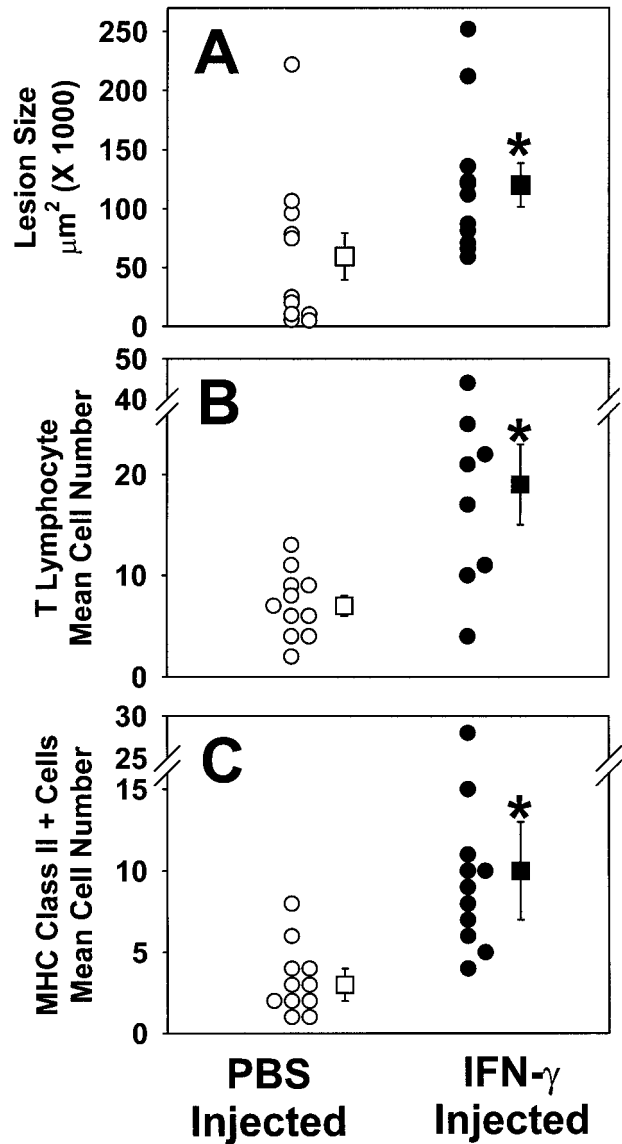 A
Lesion Size
μm² (X 1000)
250
200
150
100
50
0
*
B
T Lymphocyte
Mean Cell Number
50
40
20
10
0
*
C
MHC Class II + Cells
Mean Cell Number
30
25
15
10
5
0
*
PBS
Injected
IFN-γ
Injected